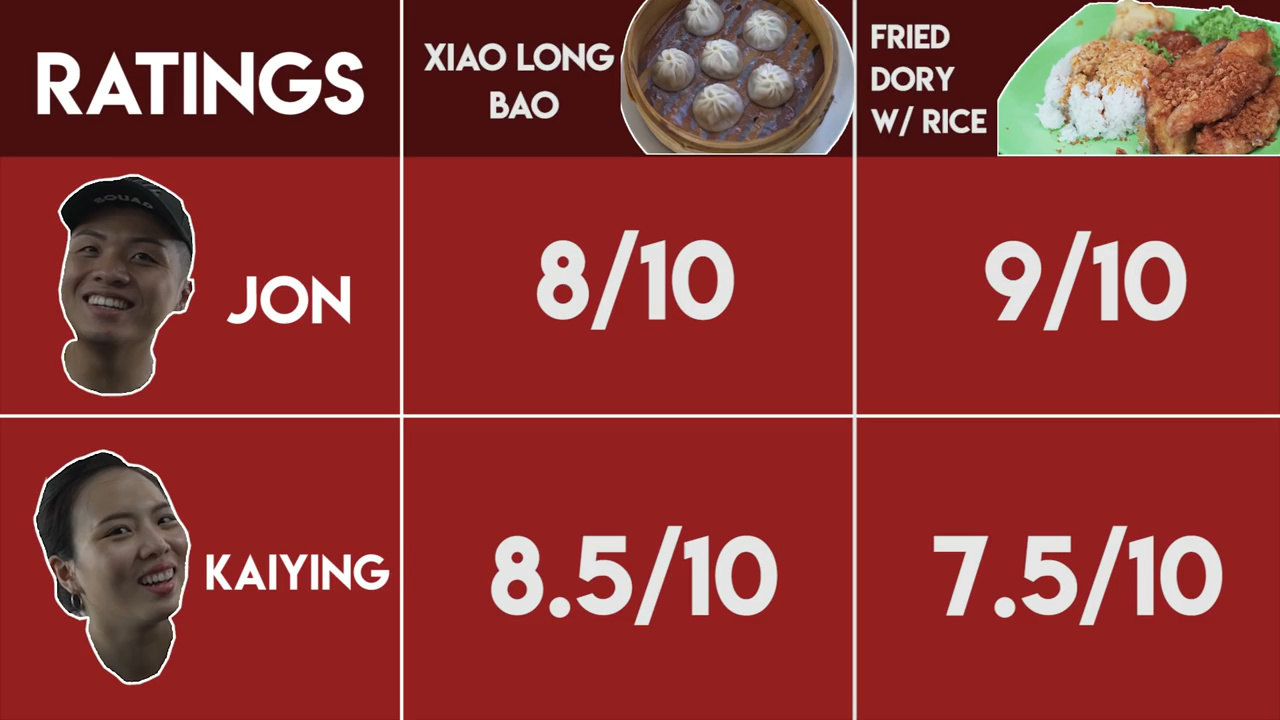 RATINGS
XIAO LONG
BAO
FRIED
DORY
W/ RICE
SQUAD
JON
8/10
9/10
KAIYING
8.5/10
7.5/10